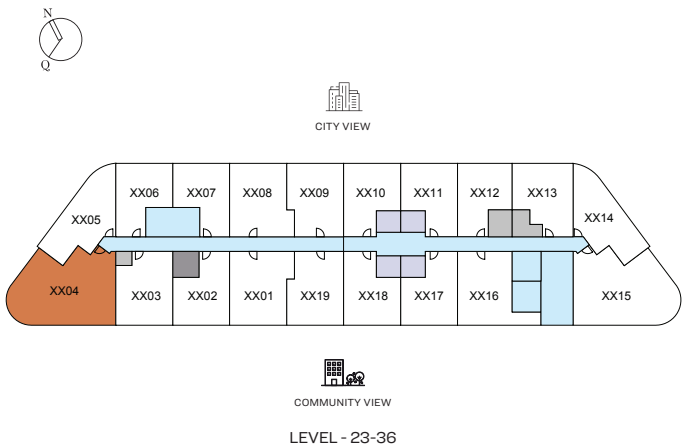 N
Q
CITY VIEW
XX06 XX07 XX08 XX09 XX10 XX11 XX12 XX13
XX05 XX14
XX04 XX03 XX02 XX01 XX19 XX18 XX17 XX16 XX15
COMMUNITY VIEW
LEVEL - 23-36